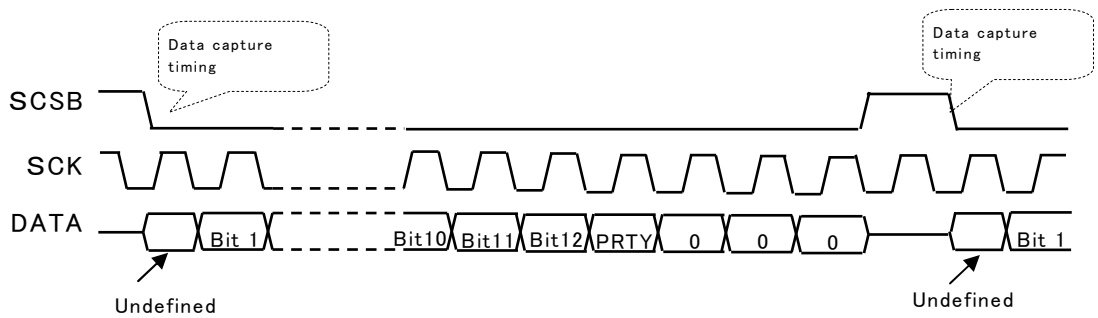 Data capture
timing
Data capture
timing
SCSB
SCK
DATA
Bit 1
Bit10
Bit11
Bit12
PRTY
0
0
0
Bit 1
Undefined
Undefined